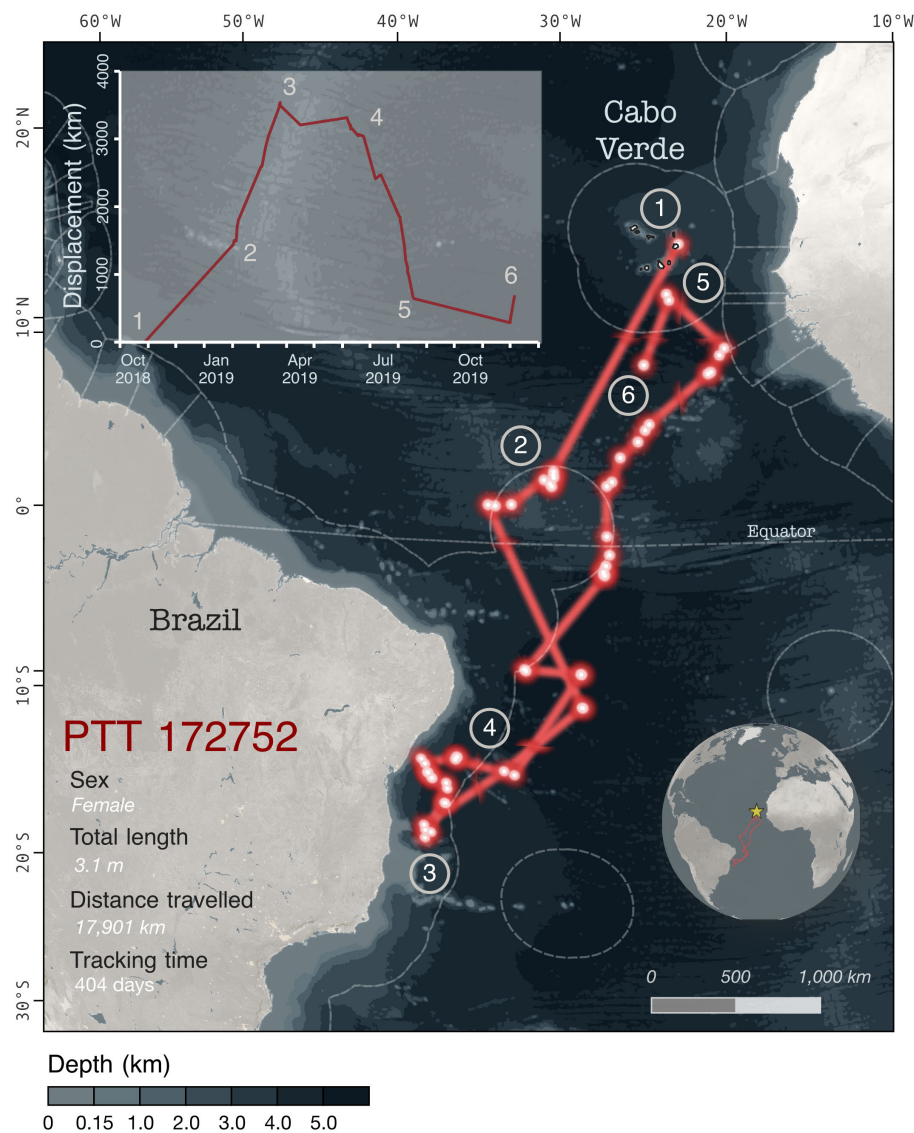 60°W 50°W 40°W 30°W 20°W 10°W
20°N
10°N
0°
10°S
20°S
30°S
Displacement (km)
4000
3000
2000
1000
0
1
2
3
4
5
6
Oct Jan Apr Jul Oct
2018 2019 2019 2019 2019
Cabo
Verde
1
5
6
2
Equator
Brazil
4
3
PTT 172752
Sex
Female
Total length
3.1 m
Distance travelled
17,901 km
Tracking time
404 days
0 500 1,000 km
Depth (km)
0 0.15 1.0 2.0 3.0 4.0 5.0